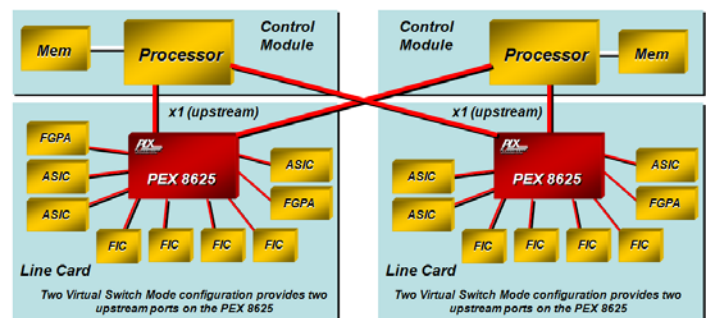 Mem
Processor
Control
Module
Control
Module
Processor
Mem
x1 (upstream)
x1 (upstream)
FGPA
ASIC
ASIC
PLX
PEX 8625
ASIC
FGPA
FIC
FIC
FIC
FIC
Line Card
Two Virtual Switch Mode configuration provides two
upstream ports on the PEX 8625
ASIC
ASIC
PLX
PEX 8625
ASIC
FGPA
FIC
FIC
FIC
FIC
Line Card
Two Virtual Switch Mode configuration provides two
upstream ports on the PEX 8625